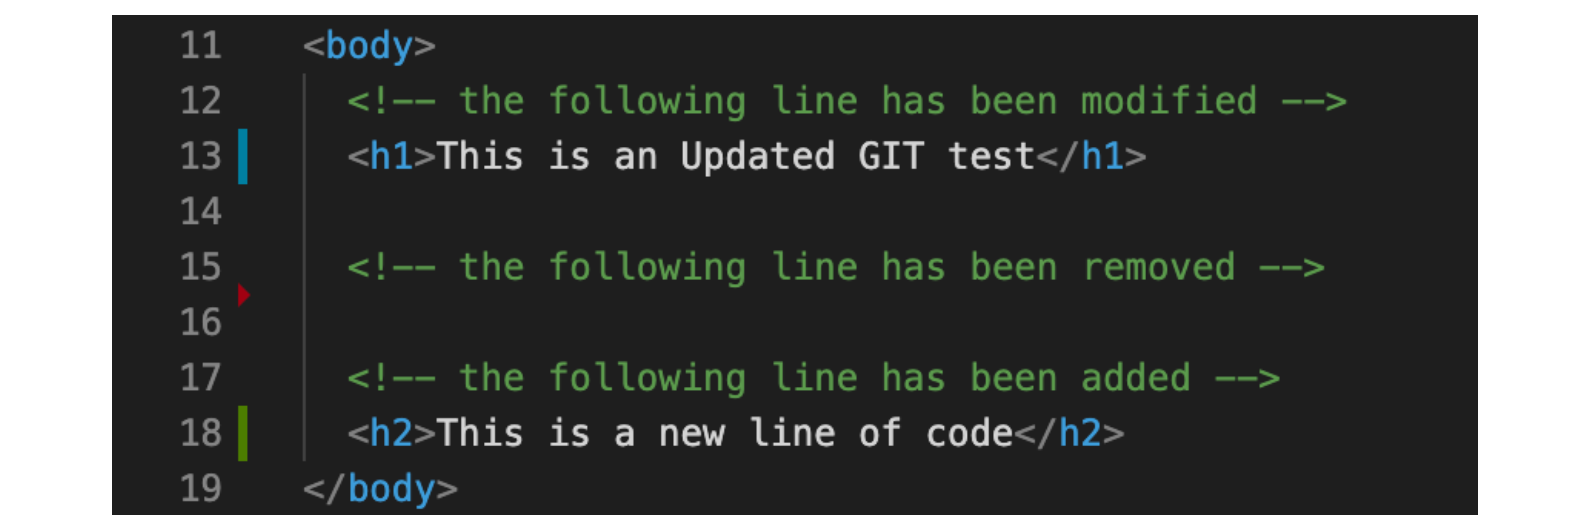 11 <body>
12 <!-- the following line has been modified -->
13 <h1>This is an Updated GIT test</h1>
14
15 <!-- the following line has been removed -->
16
17 <!-- the following line has been added -->
18 <h2>This is a new line of code</h2>
19 </body>